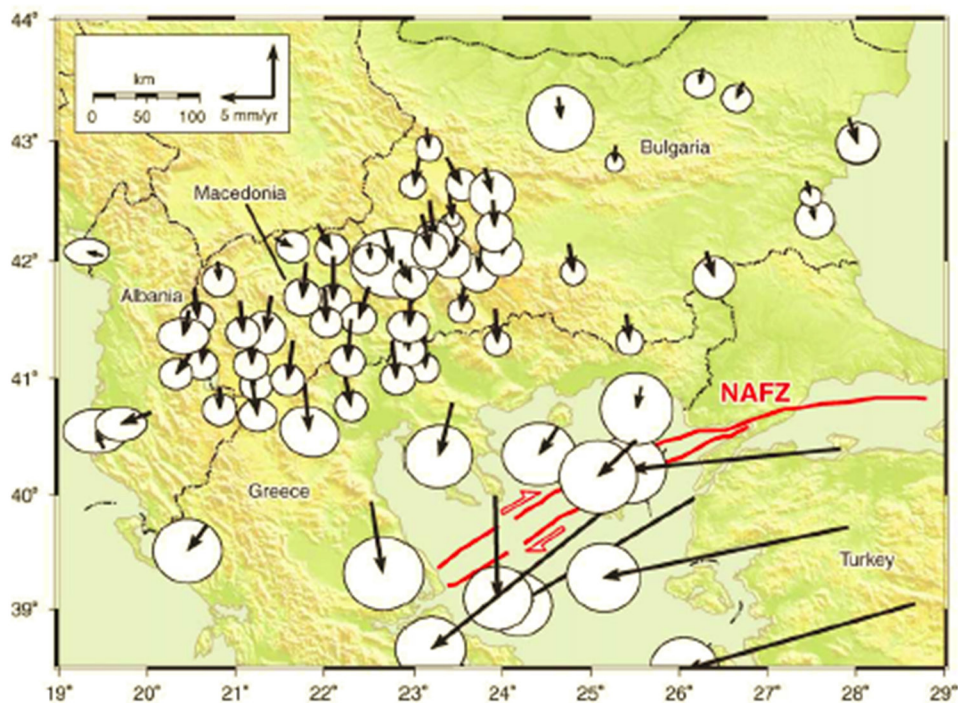 44°
km
0 50 100
5 mm/yr
43°
Bulgaria
Macedonia
42°
Albania
41°
NAFZ
40°
Greece
Turkey
39°
19° 20° 21° 22° 23° 24° 25° 26° 27° 28° 29°